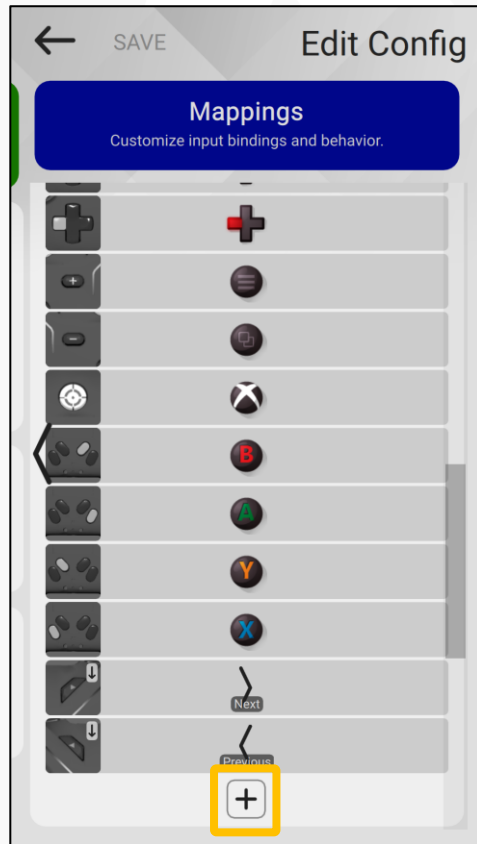 SAVE
Edit Config
Mappings
Customize input bindings and behavior.
B
A
Y
X
Next
Previous